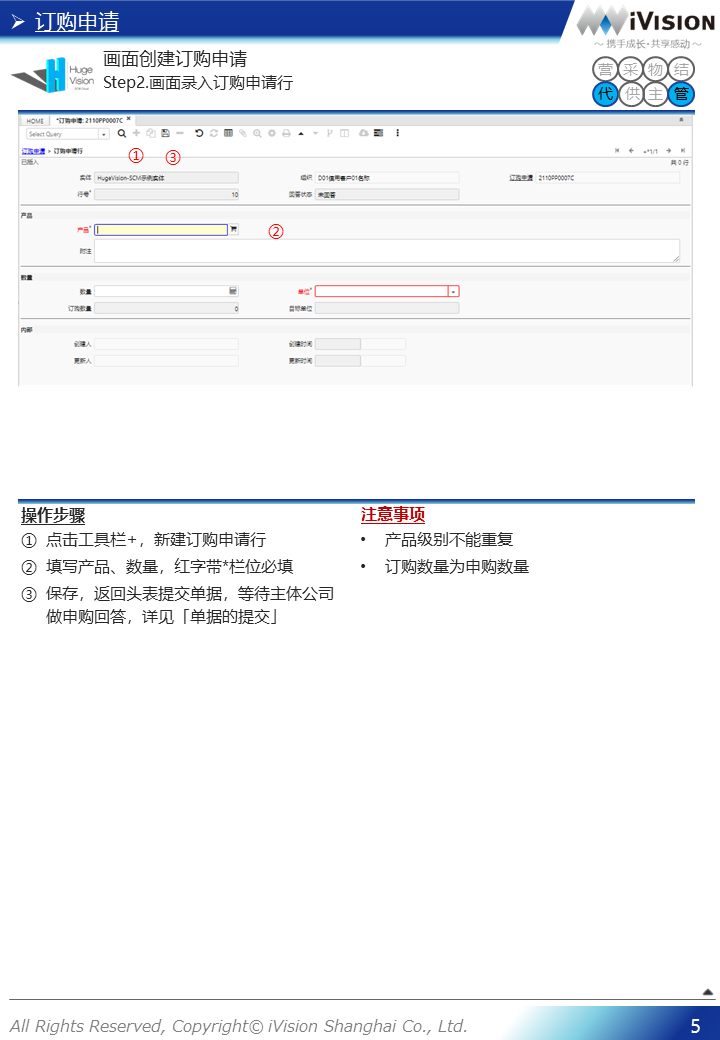 ➢ 订购申请
iVISION
～ 携手成长·共享感动 ～
Huge
Vision
画面创建订购申请
Step2.画面录入订购申请行
营 采 物 结
代 供 主 管
HOME *订购申请: 2110PP0007C ×
Select Query
① ③
订购申请 > 订购申请行
*1/1
已插入 共 0 行
实体 HugeVision-SCM示例实体 组织 D01信用客户01名称 订购申请 2110PP0007C
行号* 10 回答状态 未回答
产品
产品* ②
附注
数量
数量 单位*
订购数量 0 目标单位
内部
创建人 创建时间
更新人 更新时间
操作步骤
① 点击工具栏+，新建订购申请行
② 填写产品、数量，红字带*栏位必填
③ 保存，返回头表提交单据，等待主体公司
做申购回答，详见「单据的提交」
注意事项
• 产品级别不能重复
• 订购数量为申购数量
All Rights Reserved, Copyright© iVision Shanghai Co., Ltd.
5